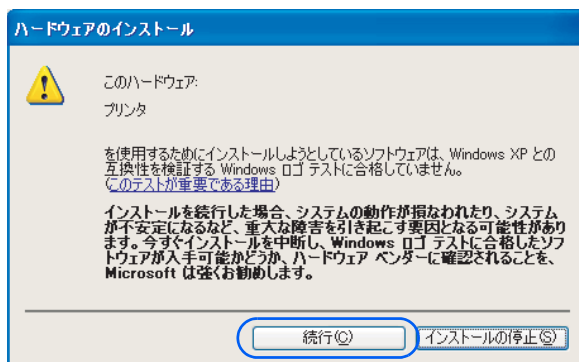 ハードウェアのインストール
このハードウェア:
プリンタ
を使用するためにインストールしようとしているソフトウェアは、Windows XP との
互換性を検証する Windows ロゴ テストに合格していません。
(このテストが重要である理由)
インストールを続行した場合、システムの動作が損なわれたり、システム
が不安定になるなど、重大な障害を引き起こす要因となる可能性があり
ます。今すぐインストールを中断し、Windows ロゴ テストに合格したソフ
トウェアが入手可能かどうか、ハードウェア ベンダーに確認されることを、
Microsoft は強くお勧めします。
続行(C)
インストールの停止(S)